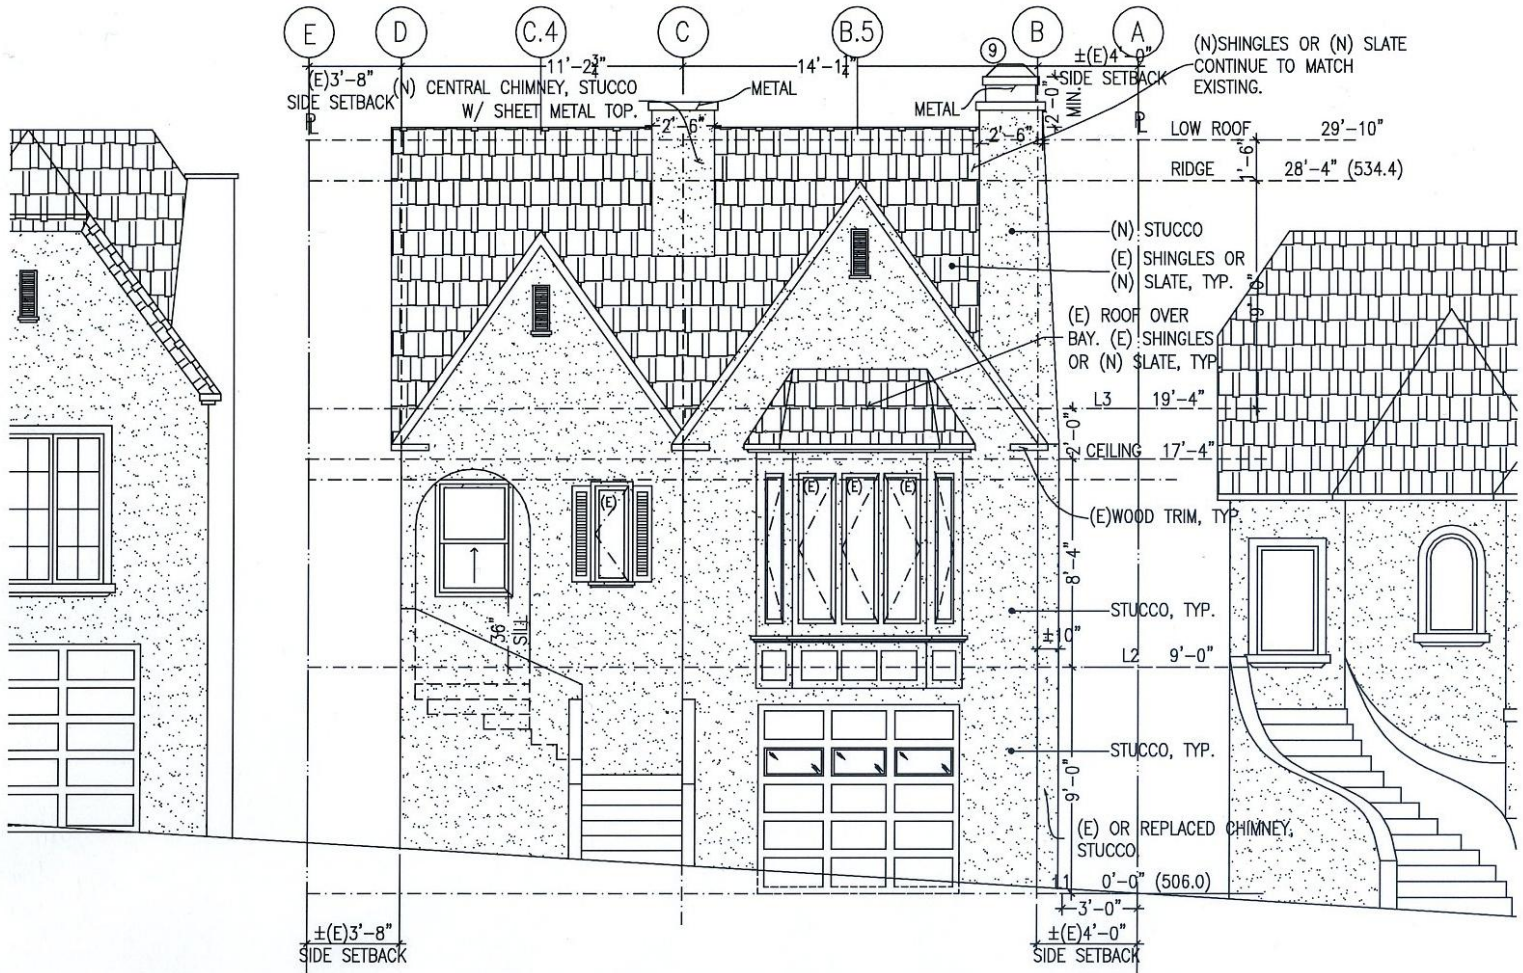 E
D
C.4
C
B.5
B
A
9
11'-2¾"
14'-1¼"
(E)3'-8"
SIDE SETBACK
(N) CENTRAL CHIMNEY, STUCCO
W/ SHEET METAL TOP.
METAL
METAL
±(E)4'-0"
SIDE SETBACK
2'-0"
MIN.
(N)SHINGLES OR (N) SLATE
CONTINUE TO MATCH
EXISTING.
2'-6"
2'-6"
LOW ROOF 29'-10"
1'-6"
RIDGE 28'-4" (534.4)
(N) STUCCO
(E) SHINGLES OR
(N) SLATE, TYP.
9'-0"
(E) ROOF OVER
BAY. (E) SHINGLES
OR (N) SLATE, TYP
L3 19'-4"
2'-0"
CEILING 17'-4"
(E)
(E)
(E)
(E)
(E)WOOD TRIM, TYP
8'-4"
STUCCO, TYP.
36"
SILL
±10"
L2 9'-0"
STUCCO, TYP.
9'-0"
(E) OR REPLACED CHIMNEY,
STUCCO
L1 0'-0" (506.0)
3'-0"
±(E)3'-8"
SIDE SETBACK
±(E)4'-0"
SIDE SETBACK